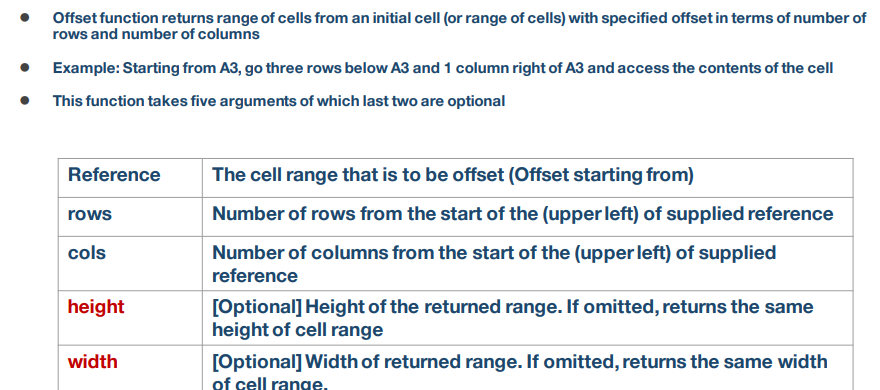 ● Offset function returns range of cells from an initial cell (or range of cells) with specified offset in terms of number of
rows and number of columns
● Example: Starting from A3, go three rows below A3 and 1 column right of A3 and access the contents of the cell
● This function takes five arguments of which last two are optional
Reference The cell range that is to be offset (Offset starting from)
rows Number of rows from the start of the (upper left) of supplied reference
cols Number of columns from the start of the (upper left) of supplied
reference
height [Optional] Height of the returned range. If omitted, returns the same
height of cell range
width [Optional] Width of returned range. If omitted, returns the same width
of cell range.